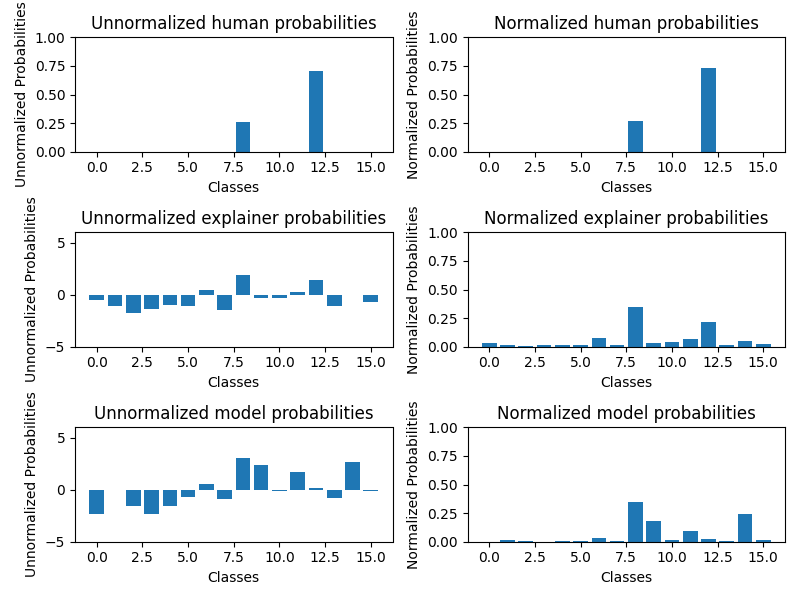 Unnormalized human probabilities
Unnormalized Probabilities
1.00
0.75
0.50
0.25
0.00
0.0 2.5 5.0 7.5 10.0 12.5 15.0
Classes
Normalized human probabilities
Normalized Probabilities
1.00
0.75
0.50
0.25
0.00
0.0 2.5 5.0 7.5 10.0 12.5 15.0
Classes
Unnormalized explainer probabilities
Unnormalized Probabilities
5
0
−5
0.0 2.5 5.0 7.5 10.0 12.5 15.0
Classes
Normalized explainer probabilities
Normalized Probabilities
1.00
0.75
0.50
0.25
0.00
0.0 2.5 5.0 7.5 10.0 12.5 15.0
Classes
Unnormalized model probabilities
Unnormalized Probabilities
5
0
−5
0.0 2.5 5.0 7.5 10.0 12.5 15.0
Classes
Normalized model probabilities
Normalized Probabilities
1.00
0.75
0.50
0.25
0.00
0.0 2.5 5.0 7.5 10.0 12.5 15.0
Classes